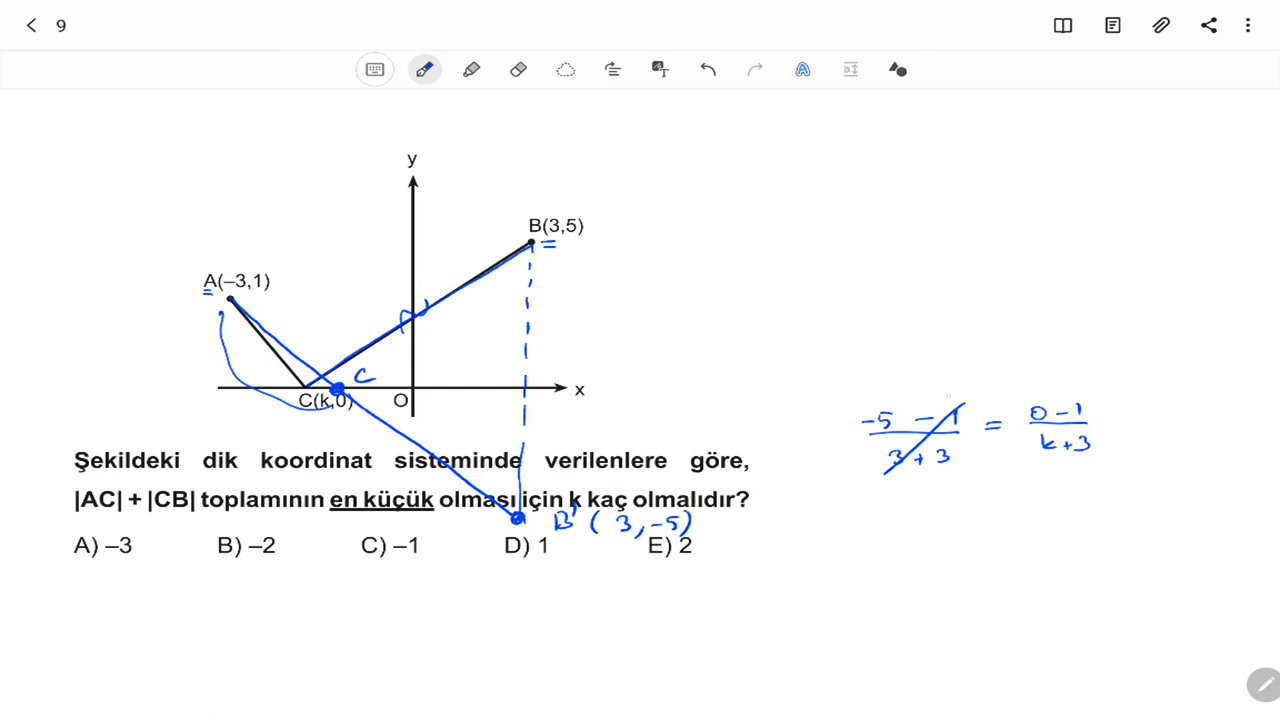 9
y
B(3,5)
A(–3,1)
C
x
C(k,0)
O
-5 - 1 / 3 + 3 = 0 - 1 / k + 3
Şekildeki dik koordinat sisteminde verilenlere göre,
|AC| + |CB| toplamının en küçük olması için k kaç olmalıdır?
B' ( 3, -5)
A) –3 B) –2 C) –1 D) 1 E) 2